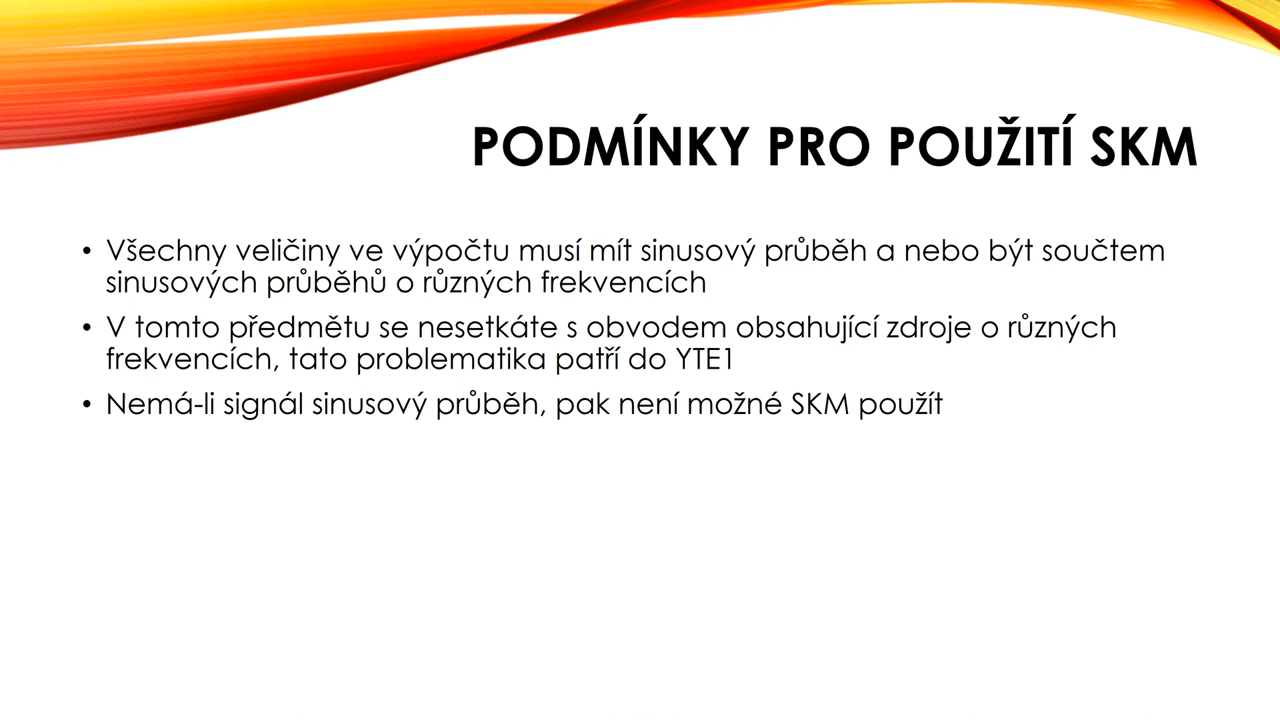 PODMÍNKY PRO POUŽITÍ SKM
• Všechny veličiny ve výpočtu musí mít sinusový průběh a nebo být součtem
sinusových průběhů o různých frekvencích
• V tomto předmětu se nesetkáte s obvodem obsahující zdroje o různých
frekvencích, tato problematika patří do YTE1
• Nemá-li signál sinusový průběh, pak není možné SKM použít